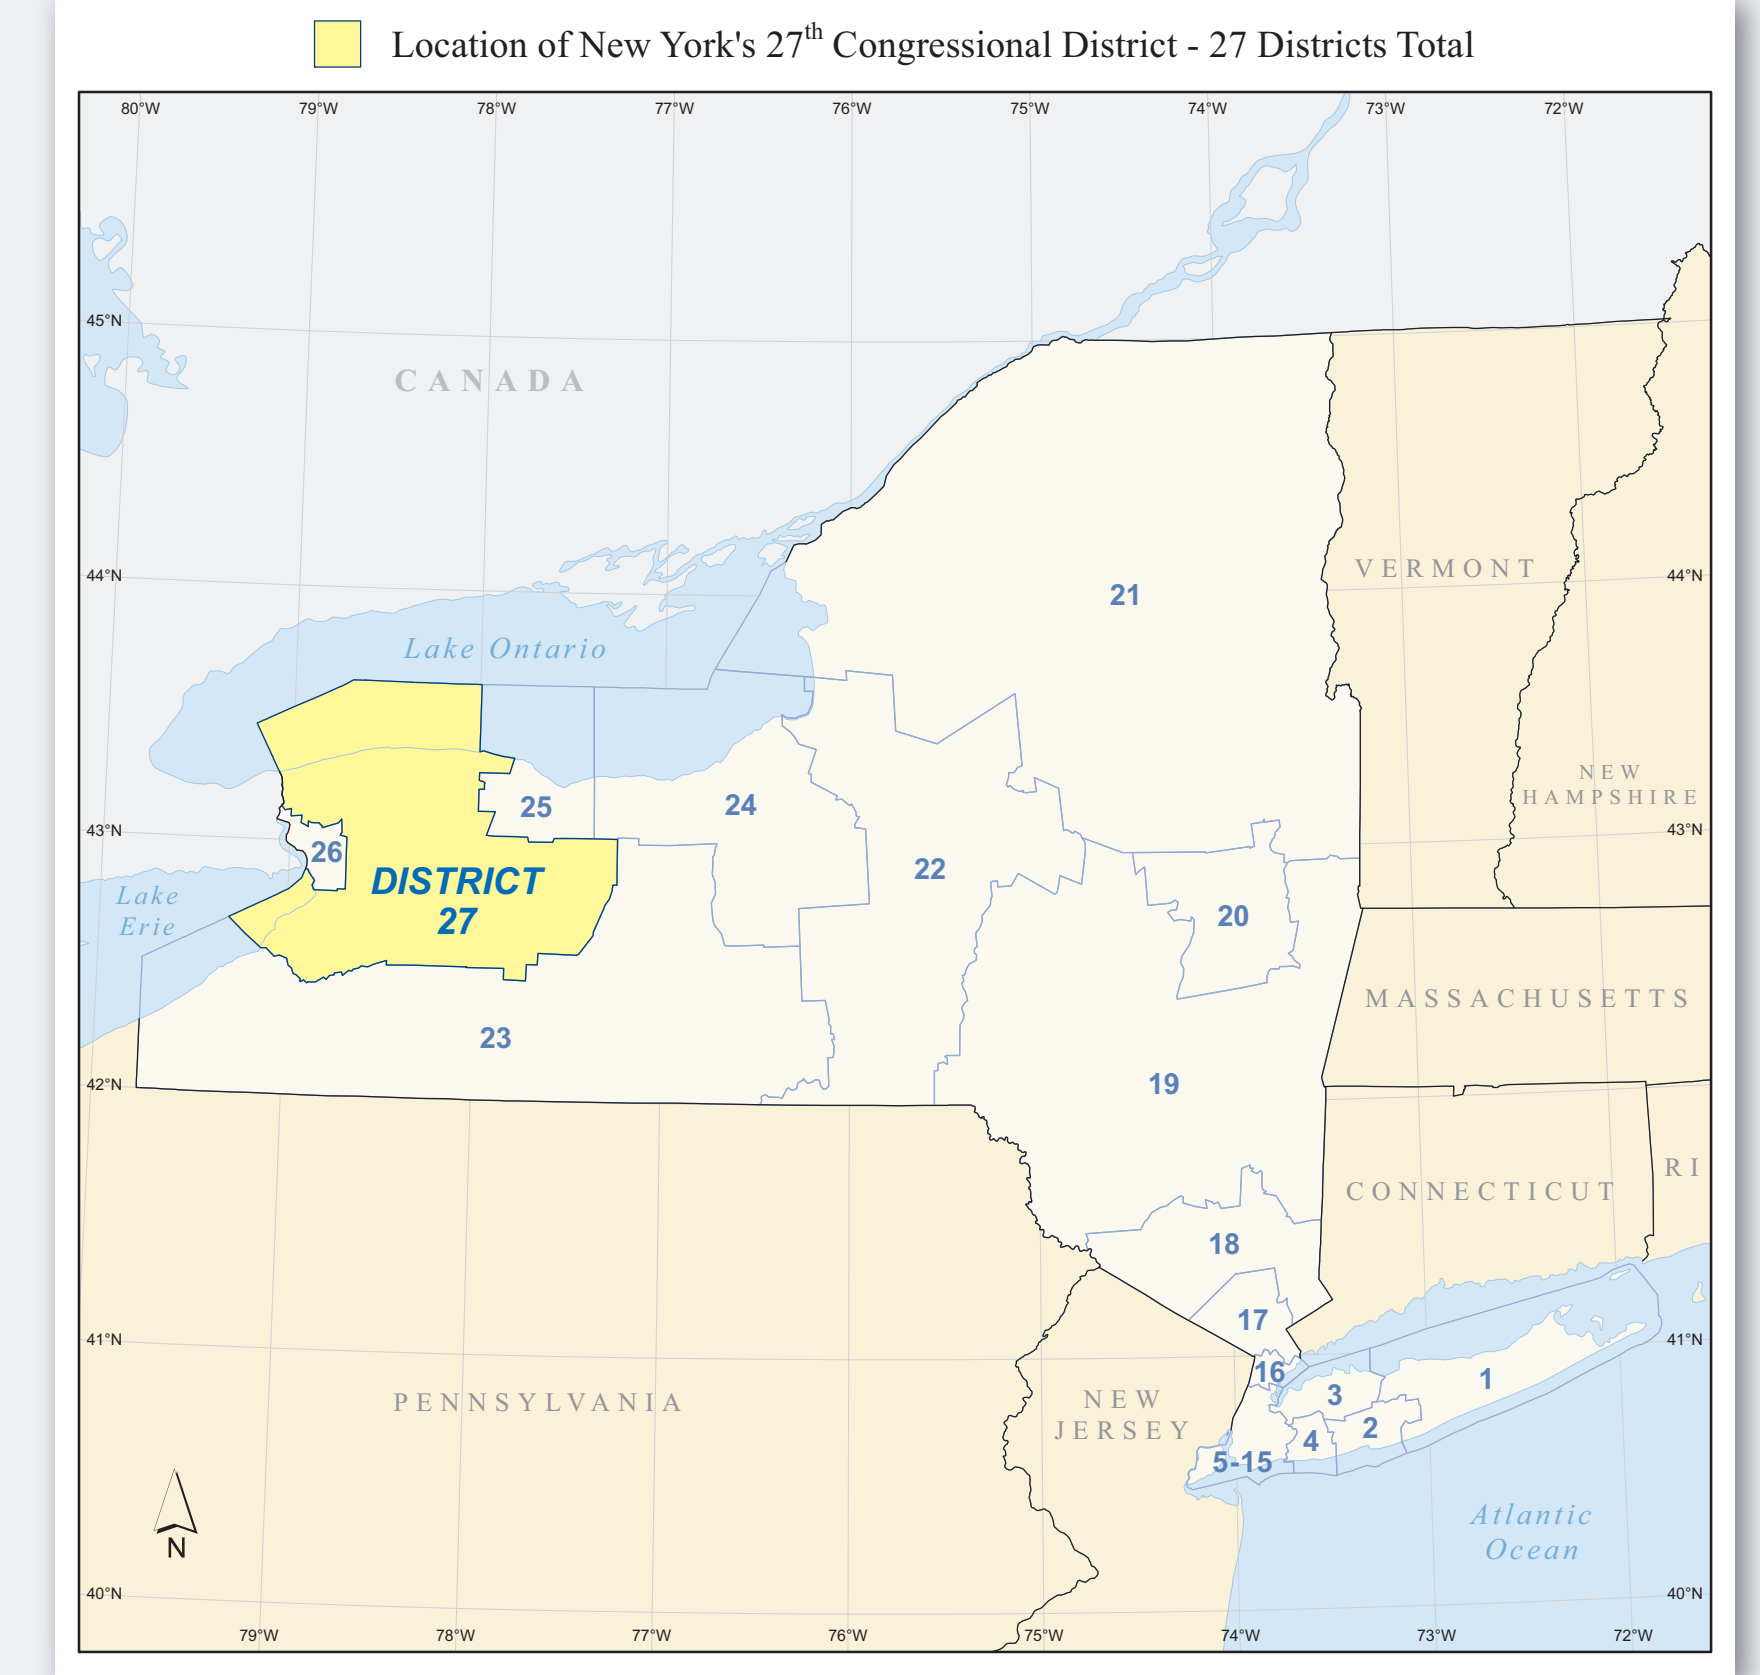 Location of New York's 27th Congressional District - 27 Districts Total
80°W 79°W 78°W 77°W 76°W 75°W 74°W 73°W 72°W
45°N
CANADA
VERMONT
44°N 44°N
21
Lake Ontario
NEW
HAMPSHIRE
25 24
43°N 43°N
26
22
DISTRICT
27
Lake
Erie
20
MASSACHUSETTS
23
42°N
19
RI
CONNECTICUT
18
17
41°N 41°N
16
1
3
PENNSYLVANIA
NEW
JERSEY
2
4
5-15
Atlantic
Ocean
N
40°N 40°N
79°W 78°W 77°W 76°W 75°W 74°W 73°W 72°W